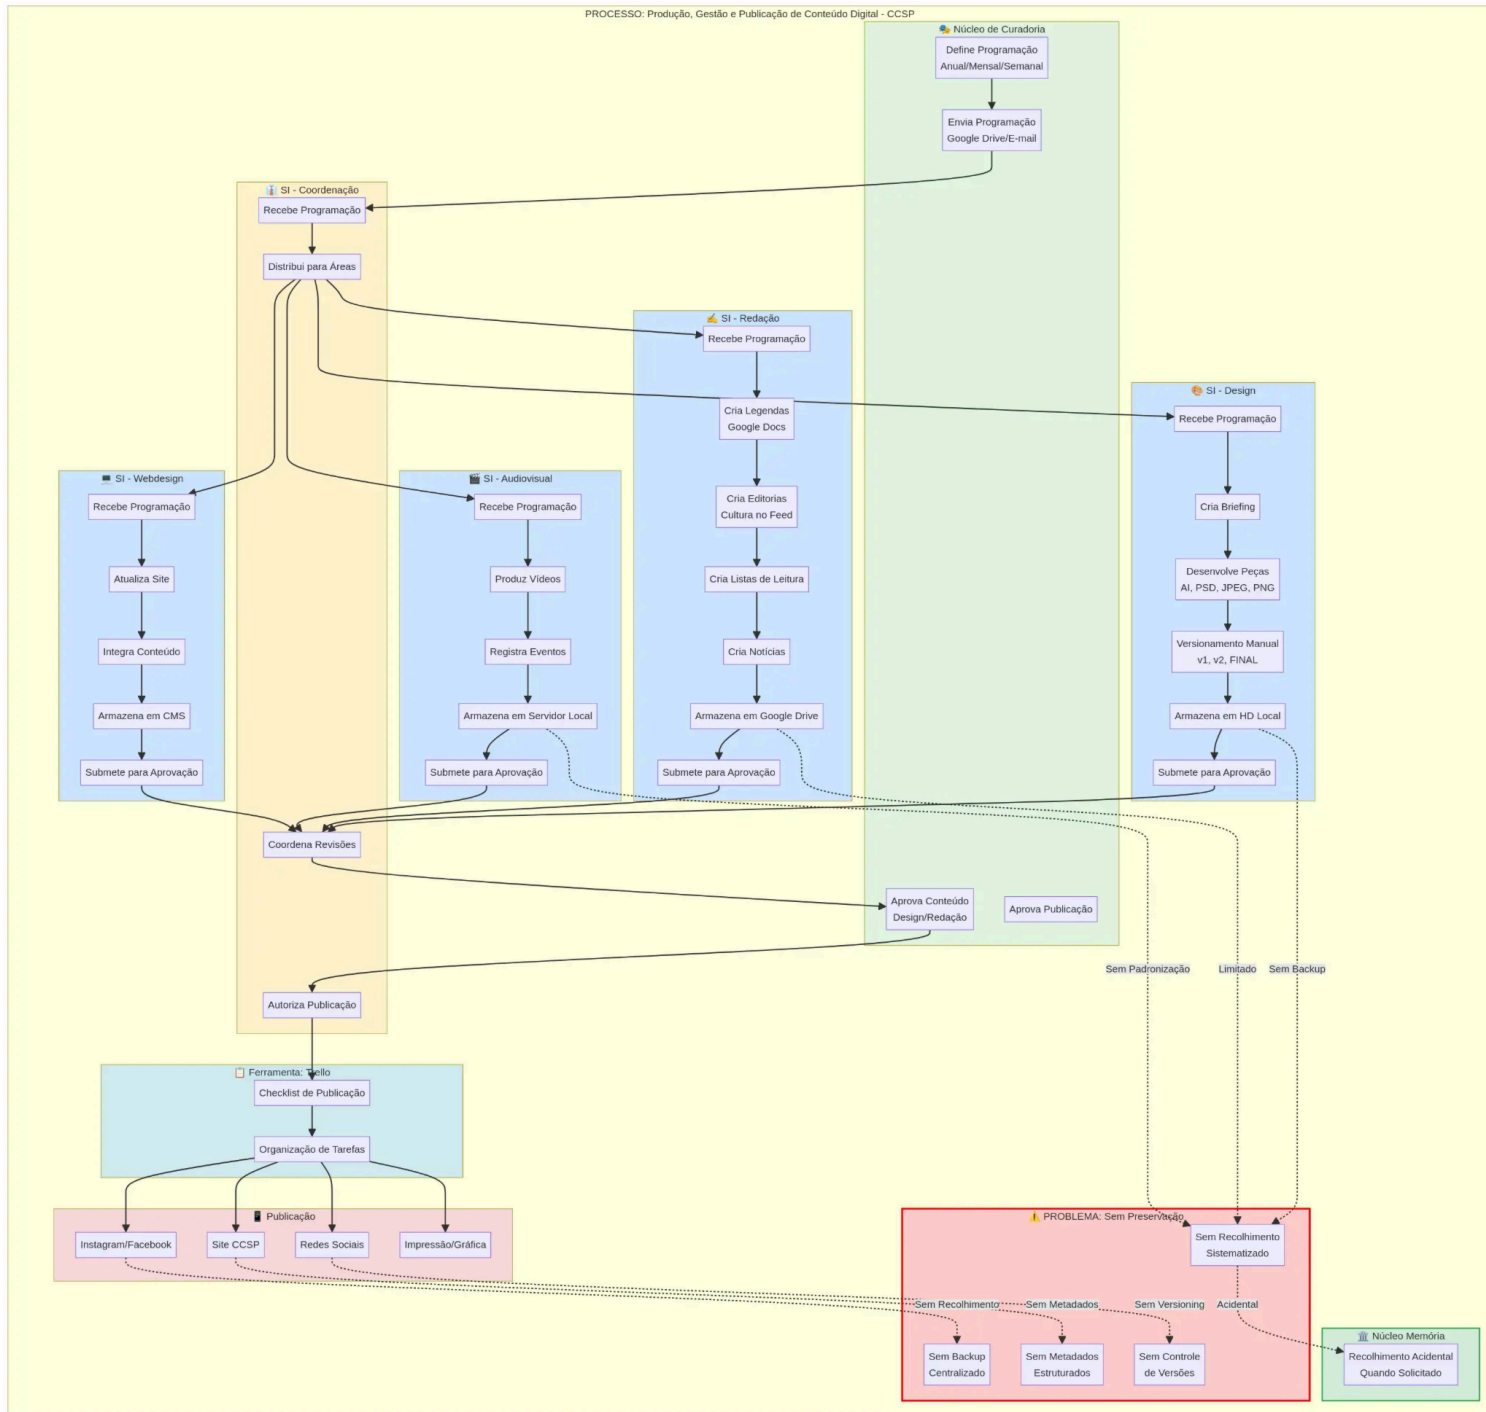 PROCESSO: Produção, Gestão e Publicação de Conteúdo Digital - CCSP
🎭 Núcleo de Curadoria
Define Programação
Anual/Mensal/Semanal
Envia Programação
Google Drive/E-mail
👔 SI - Coordenação
Recebe Programação
Distribui para Áreas
✍️ SI - Redação
Recebe Programação
Cria Legendas
Google Docs
Cria Editorias
Cultura no Feed
Cria Listas de Leitura
Cria Notícias
Armazena em Google Drive
Submete para Aprovação
🎨 SI - Design
Recebe Programação
Cria Briefing
Desenvolve Peças
AI, PSD, JPEG, PNG
Versionamento Manual
v1, v2, FINAL
Armazena em HD Local
Submete para Aprovação
💻 SI - Webdesign
Recebe Programação
Atualiza Site
Integra Conteúdo
Armazena em CMS
Submete para Aprovação
🎬 SI - Audiovisual
Recebe Programação
Produz Vídeos
Registra Eventos
Armazena em Servidor Local
Submete para Aprovação
Coordena Revisões
Aprova Conteúdo
Design/Redação
Aprova Publicação
Sem Padronização
Limitado
Sem Backup
Autoriza Publicação
📋 Ferramenta: Trello
Checklist de Publicação
Organização de Tarefas
📱 Publicação
Instagram/Facebook
Site CCSP
Redes Sociais
Impressão/Gráfica
⚠️ PROBLEMA: Sem Preservação
Sem Recolhimento
Sistematizado
Sem Recolhimento
Sem Metadados
Sem Versioning
Acidental
Sem Backup
Centralizado
Sem Metadados
Estruturados
Sem Controle
de Versões
🏛️ Núcleo Memória
Recolhimento Acidental
Quando Solicitado